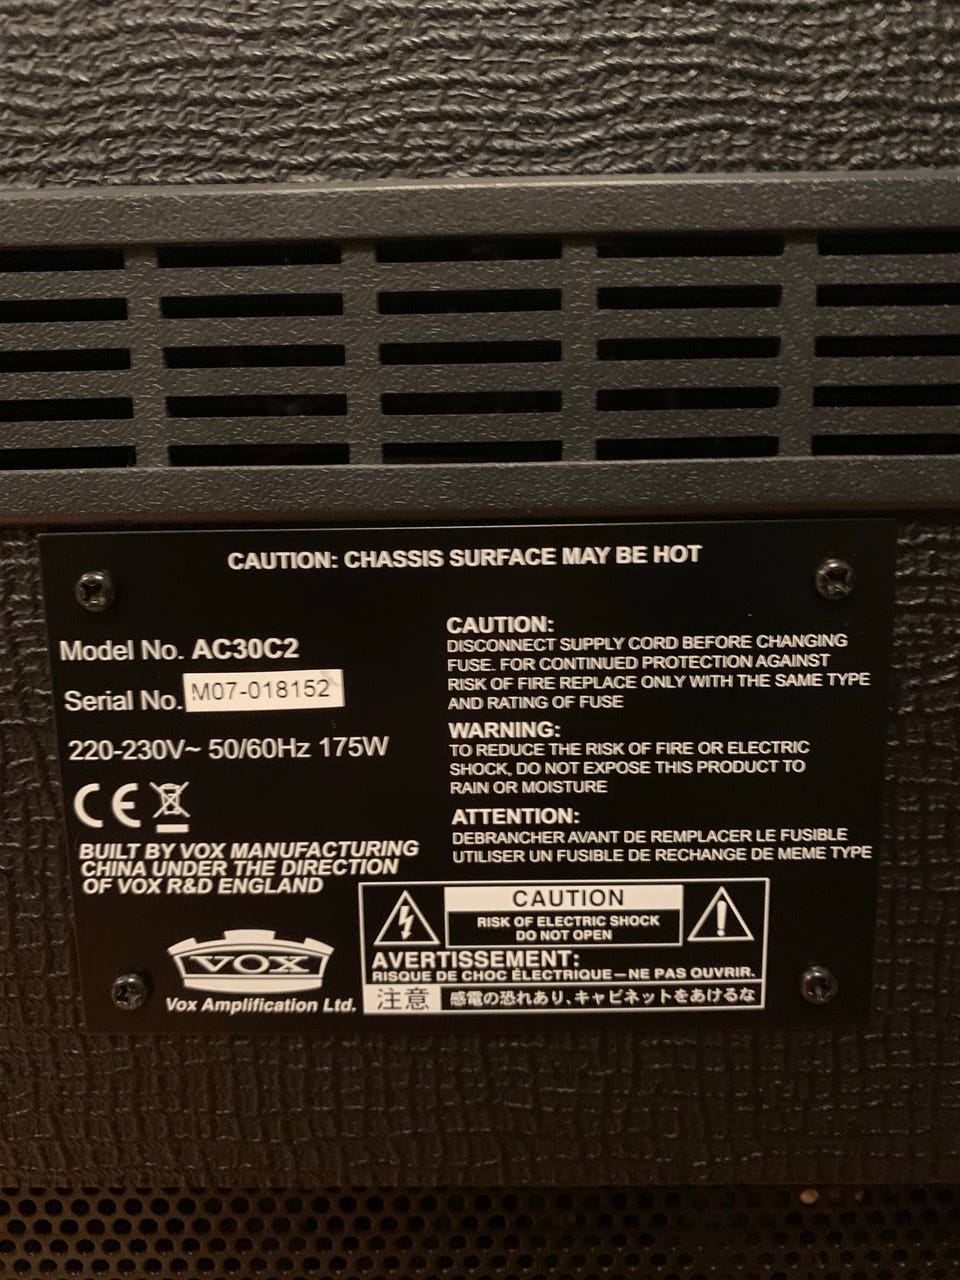 CAUTION: CHASSIS SURFACE MAY BE HOT
Model No. AC30C2
Serial No. M07-018152
220-230V~ 50/60Hz 175W
CE
BUILT BY VOX MANUFACTURING
CHINA UNDER THE DIRECTION
OF VOX R&D ENGLAND
VOX
Vox Amplification Ltd.
CAUTION:
DISCONNECT SUPPLY CORD BEFORE CHANGING
FUSE. FOR CONTINUED PROTECTION AGAINST
RISK OF FIRE REPLACE ONLY WITH THE SAME TYPE
AND RATING OF FUSE
WARNING:
TO REDUCE THE RISK OF FIRE OR ELECTRIC
SHOCK, DO NOT EXPOSE THIS PRODUCT TO
RAIN OR MOISTURE
ATTENTION:
DEBRANCHER AVANT DE REMPLACER LE FUSIBLE
UTILISER UN FUSIBLE DE RECHANGE DE MEME TYPE
CAUTION
RISK OF ELECTRIC SHOCK
DO NOT OPEN
AVERTISSEMENT:
RISQUE DE CHOC ÉLECTRIQUE—NE PAS OUVRIR.
注意 感電の恐れあり、キャビネットをあけるな